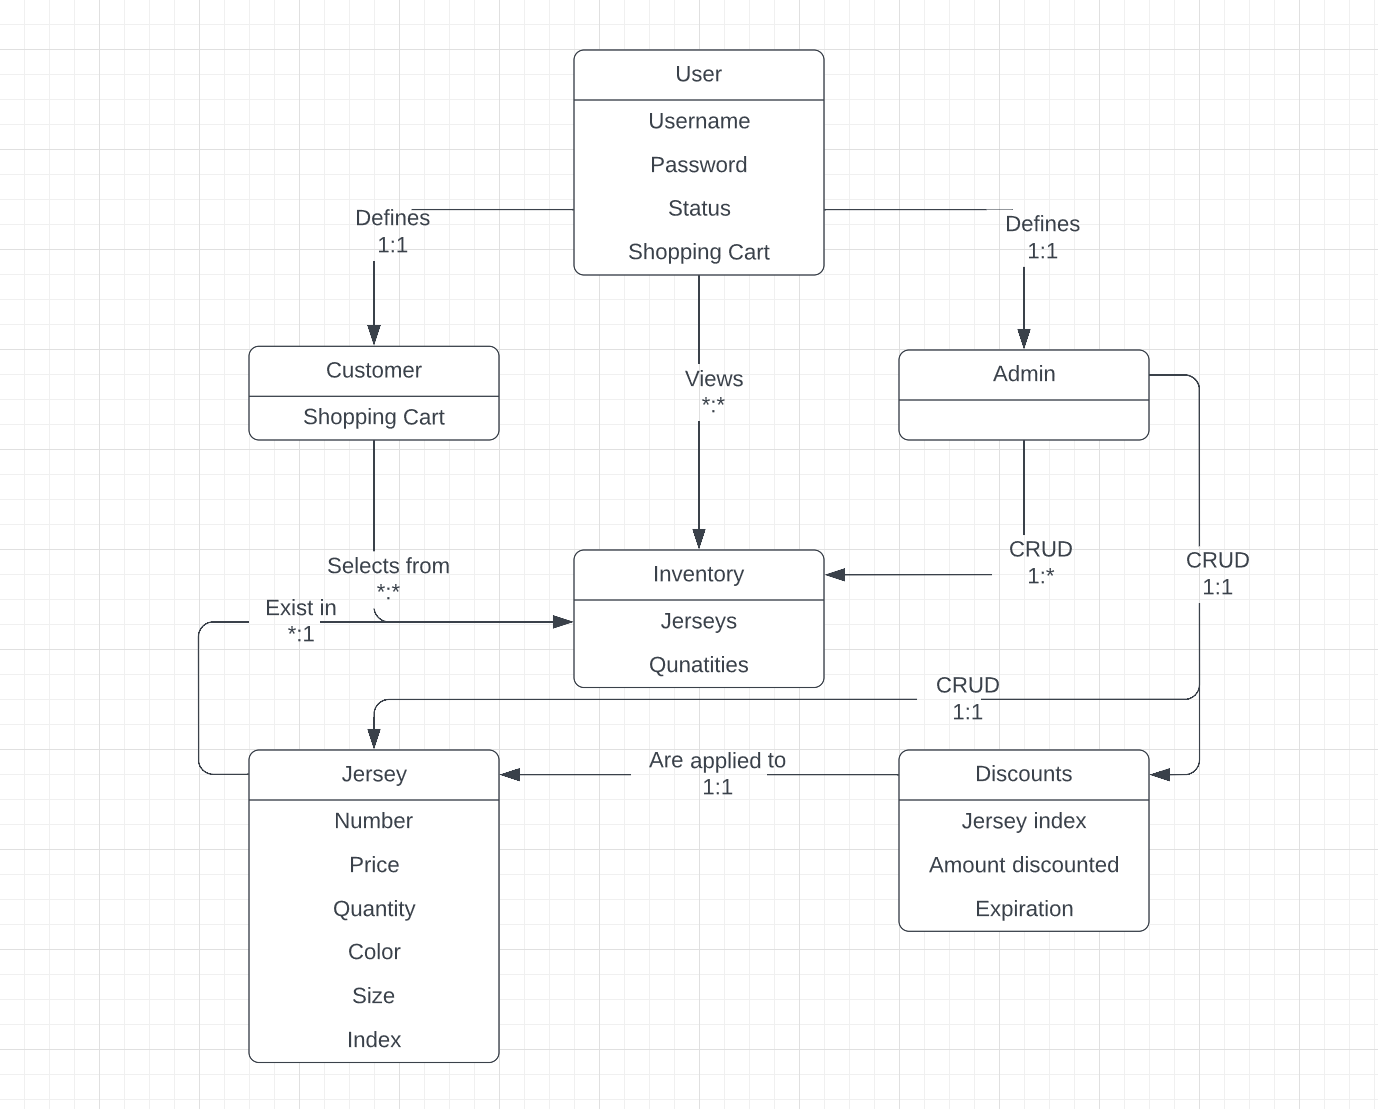 User
Username
Password
Status
Shopping Cart
Defines
1:1
Defines
1:1
Customer
Shopping Cart
Views
*:*
Admin
Selects from
*:*
Exist in
*:1
Inventory
Jerseys
Qunatities
CRUD
1:*
CRUD
1:1
CRUD
1:1
Jersey
Number
Price
Quantity
Color
Size
Index
Are applied to
1:1
Discounts
Jersey index
Amount discounted
Expiration